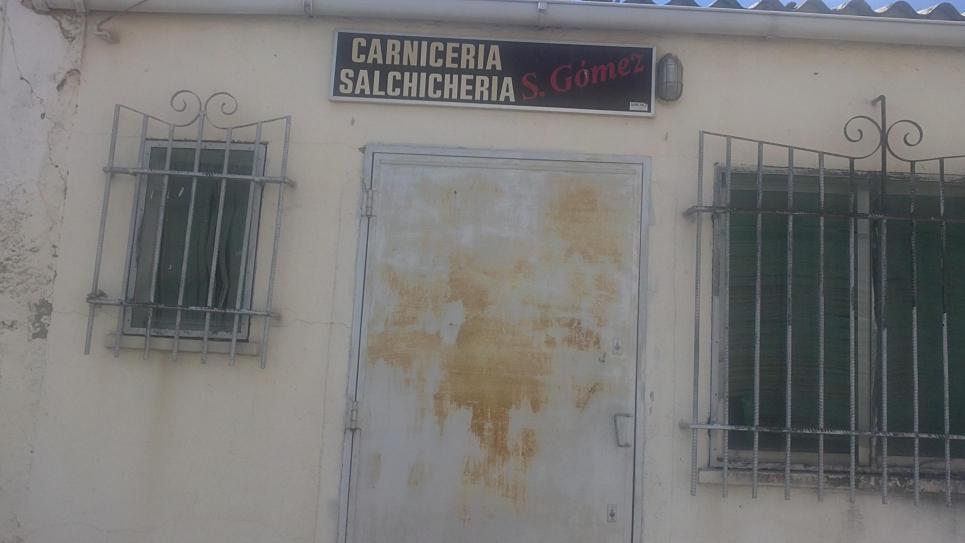 CARNICERIA
SALCHICHERIA S. Gómez